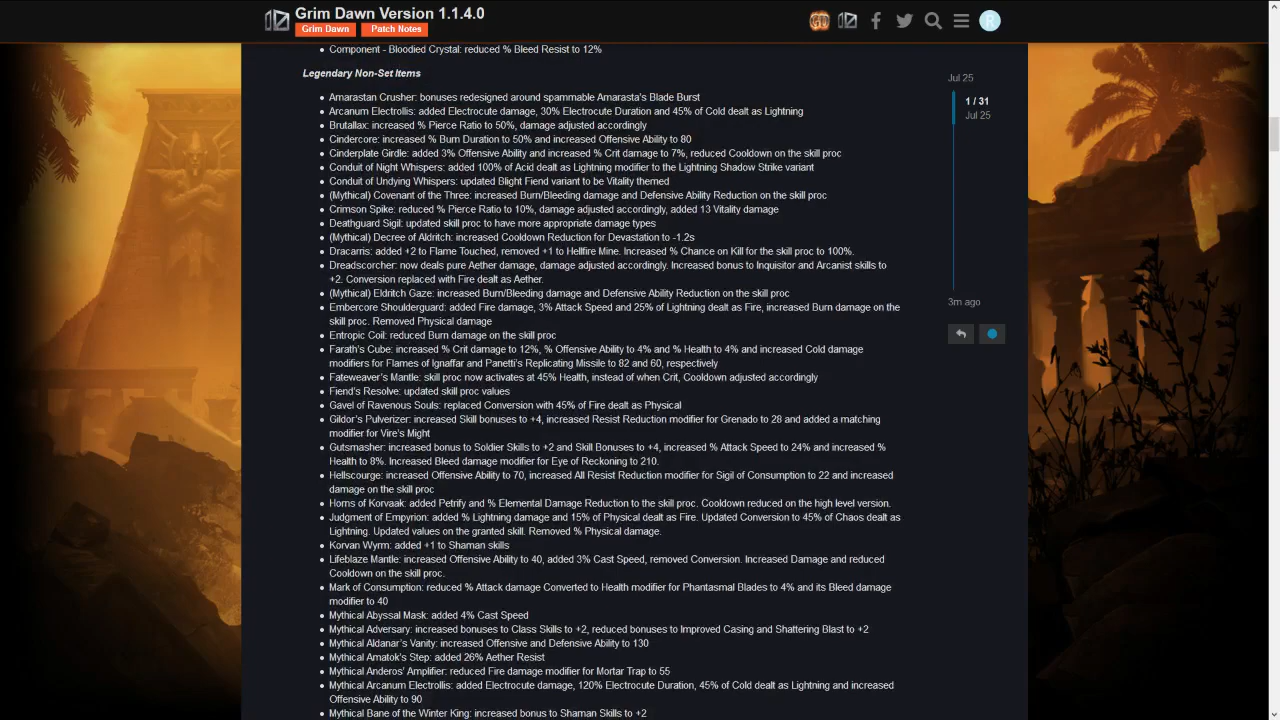 Grim Dawn Version 1.1.4.0
Grim Dawn Patch Notes
Component - Bloodied Crystal: reduced % Bleed Resist to 12%
Legendary Non-Set Items
Jul 25
1 / 31
Jul 25
3m ago
Amarastan Crusher: bonuses redesigned around spammable Amarasta's Blade Burst
Arcanum Electrollis: added Electrocute damage, 30% Electrocute Duration and 45% of Cold dealt as Lightning
Brutallax: increased % Pierce Ratio to 50%, damage adjusted accordingly
Cindercore: increased % Burn Duration to 50% and increased Offensive Ability to 80
Cinderplate Girdle: added 3% Offensive Ability and increased % Crit damage to 7%, reduced Cooldown on the skill proc
Conduit of Night Whispers: added 100% of Acid dealt as Lightning modifier to the Lightning Shadow Strike variant
Conduit of Undying Whispers: updated Blight Fiend variant to be Vitality themed
(Mythical) Covenant of the Three: increased Burn/Bleeding damage and Defensive Ability Reduction on the skill proc
Crimson Spike: reduced % Pierce Ratio to 10%, damage adjusted accordingly, added 13 Vitality damage
Deathguard Sigil: updated skill proc to have more appropriate damage types
(Mythical) Decree of Aldritch: increased Cooldown Reduction for Devastation to -1.2s
Dracarris: added +2 to Flame Touched, removed +1 to Hellfire Mine. Increased % Chance on Kill for the skill proc to 100%.
Dreadscorcher: now deals pure Aether damage, damage adjusted accordingly. Increased bonus to Inquisitor and Arcanist skills to
+2. Conversion replaced with Fire dealt as Aether.
(Mythical) Eldritch Gaze: increased Burn/Bleeding damage and Defensive Ability Reduction on the skill proc
Embercore Shoulderguard: added Fire damage, 3% Attack Speed and 25% of Lightning dealt as Fire, increased Burn damage on the
skill proc. Removed Physical damage
Entropic Coil: reduced Burn damage on the skill proc
Farath's Cube: increased % Crit damage to 12%, % Offensive Ability to 4% and % Health to 4% and increased Cold damage
modifiers for Flames of Ignaffar and Panetti's Replicating Missile to 82 and 60, respectively
Fateweaver's Mantle: skill proc now activates at 45% Health, instead of when Crit, Cooldown adjusted accordingly
Fiend's Resolve: updated skill proc values
Gavel of Ravenous Souls: replaced Conversion with 45% of Fire dealt as Physical
Gildor's Pulverizer: increased Skill bonuses to +4, increased Resist Reduction modifier for Grenado to 28 and added a matching
modifier for Vire's Might
Gutsmasher: increased bonus to Soldier Skills to +2 and Skill Bonuses to +4, increased % Attack Speed to 24% and increased %
Health to 8%. Increased Bleed damage modifier for Eye of Reckoning to 210.
Hellscourge: increased Offensive Ability to 70, increased All Resist Reduction modifier for Sigil of Consumption to 22 and increased
damage on the skill proc
Horns of Korvaak: added Petrify and % Elemental Damage Reduction to the skill proc. Cooldown reduced on the high level version.
Judgment of Empyrion: added % Lightning damage and 15% of Physical dealt as Fire. Updated Conversion to 45% of Chaos dealt as
Lightning. Updated values on the granted skill. Removed % Physical damage.
Korvan Wyrm: added +1 to Shaman skills
Lifeblaze Mantle: increased Offensive Ability to 40, added 3% Cast Speed, removed Conversion. Increased Damage and reduced
Cooldown on the skill proc.
Mark of Consumption: reduced % Attack damage Converted to Health modifier for Phantasmal Blades to 4% and its Bleed damage
modifier to 40
Mythical Abyssal Mask: added 4% Cast Speed
Mythical Adversary: increased bonuses to Class Skills to +2, reduced bonuses to Improved Casing and Shattering Blast to +2
Mythical Aldanar's Vanity: increased Offensive and Defensive Ability to 130
Mythical Amatok's Step: added 26% Aether Resist
Mythical Anderos' Amplifier: reduced Fire damage modifier for Mortar Trap to 55
Mythical Arcanum Electrollis: added Electrocute damage, 120% Electrocute Duration, 45% of Cold dealt as Lightning and increased
Offensive Ability to 90
Mythical Bane of the Winter King: increased bonus to Shaman Skills to +2